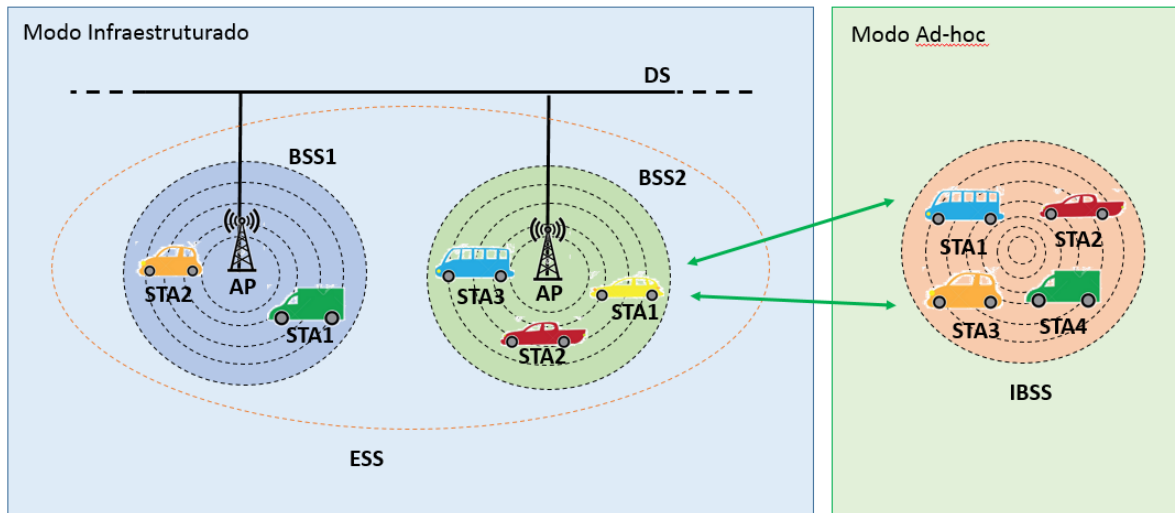 Modo Infraestruturado
DS
BSS1
BSS2
AP
STA2
STA1
AP
STA3
STA1
STA2
ESS
Modo Ad-hoc
STA1
STA2
STA3
STA4
IBSS